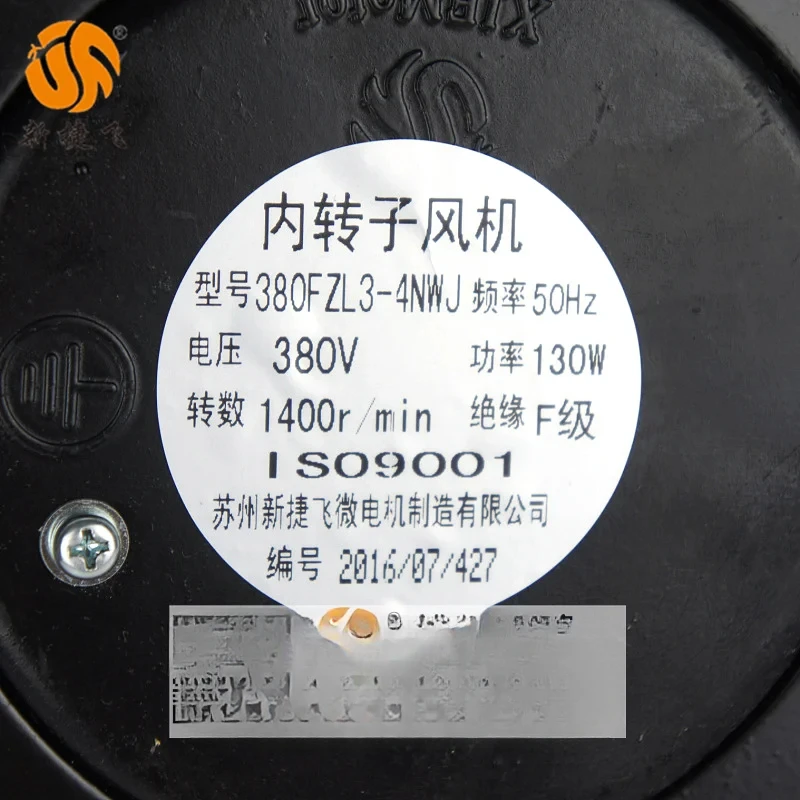 新捷飞
XJFMotor
内转子风机
型号380FZL3-4NWJ 频率50Hz
电压 380V 功率130W
转数 1400r/min 绝缘 F级
ISO9001
苏州新捷飞微电机制造有限公司
编号 2016/07/427